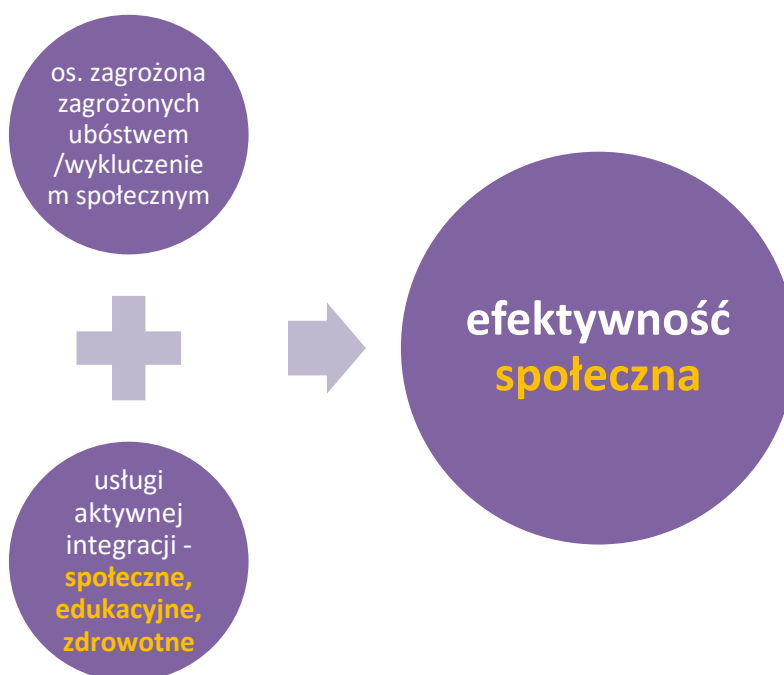 os. zagrożona
zagrożonych
ubóstwem
/wykluczenie
m społecznym
usługi
aktywnej
integracji -
społeczne,
edukacyjne,
zdrowotne
efektywność
społeczna